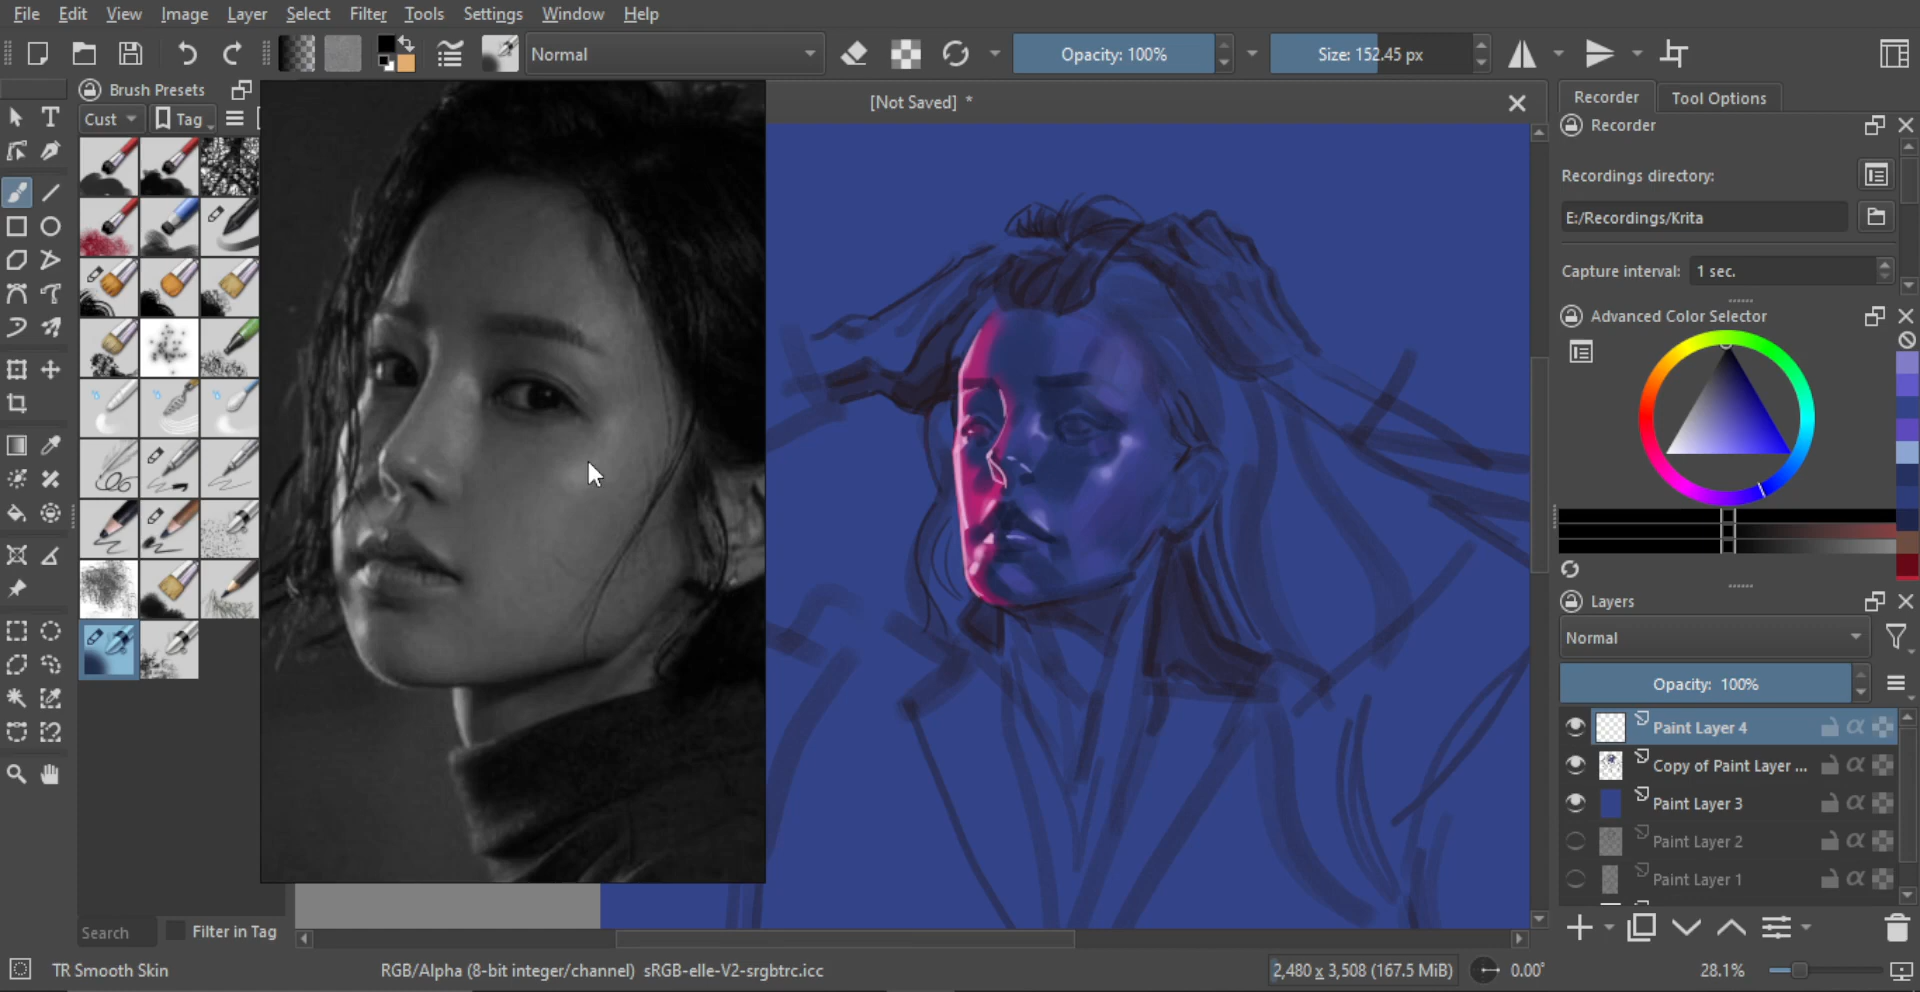 File Edit View Image Layer Select Filter Tools Settings Window Help
Normal
Opacity: 100%
Size: 152.45 px
Brush Presets
Cust
Tag
[Not Saved] *
Recorder
Tool Options
Recorder
Recordings directory:
E:/Recordings/Krita
Capture interval:
1 sec.
Advanced Color Selector
Layers
Normal
Opacity: 100%
Paint Layer 4
Copy of Paint Layer ...
Paint Layer 3
Paint Layer 2
Paint Layer 1
Search
Filter in Tag
TR Smooth Skin
RGB/Alpha (8-bit integer/channel) sRGB-elle-V2-srgbtrc.icc
2,480 x 3,508 (167.5 MiB)
0.00°
28.1%